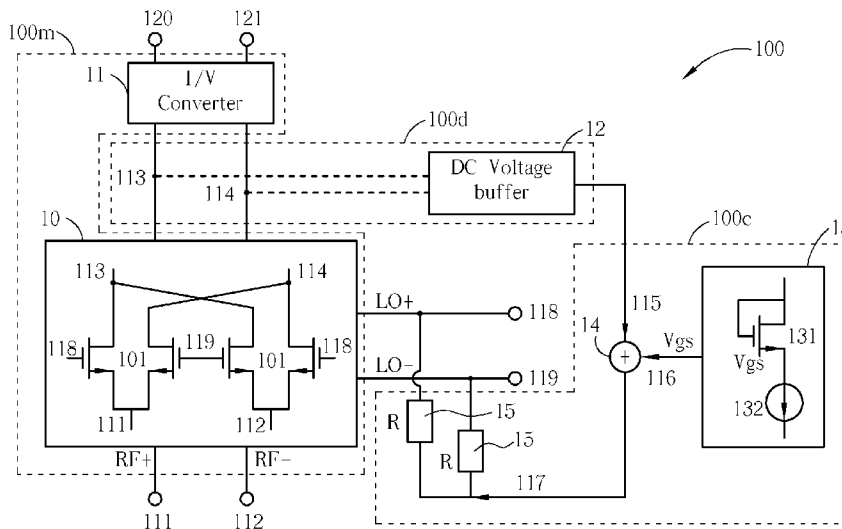 120 121
100m
100
11
I/V
Converter
100d
12
DC Voltage
buffer
113
114
10
100c
113 114
LO+
118
115
14
+
Vgs
116
131
Vgs
132
118 101 119 101 118
LO-
119
111 112
R 15
R 15
RF+ RF-
117
111 112